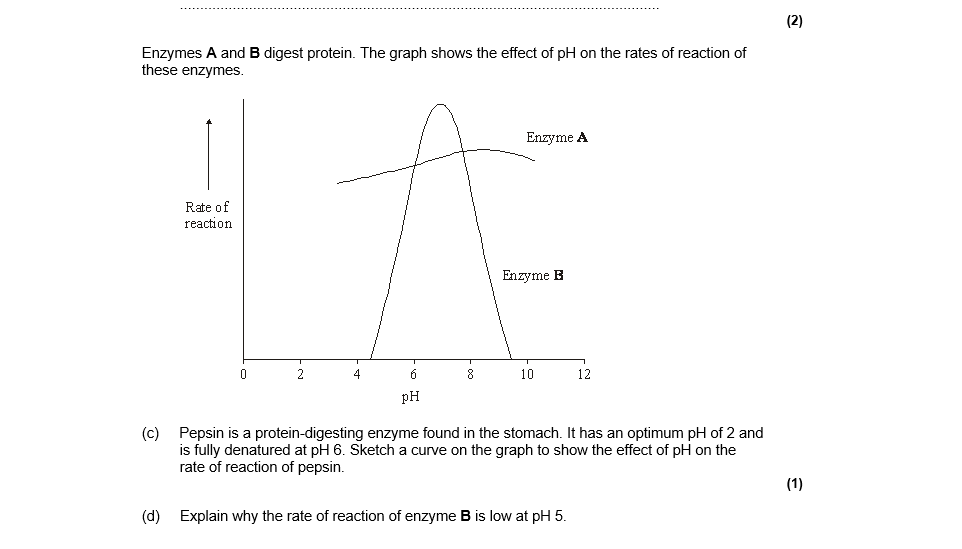 (2)
Enzymes A and B digest protein. The graph shows the effect of pH on the rates of reaction of
these enzymes.
Enzyme A
Rate of
reaction
Enzyme B
0 2 4 6 8 10 12
pH
(c) Pepsin is a protein-digesting enzyme found in the stomach. It has an optimum pH of 2 and
is fully denatured at pH 6. Sketch a curve on the graph to show the effect of pH on the
rate of reaction of pepsin.
(1)
(d) Explain why the rate of reaction of enzyme B is low at pH 5.